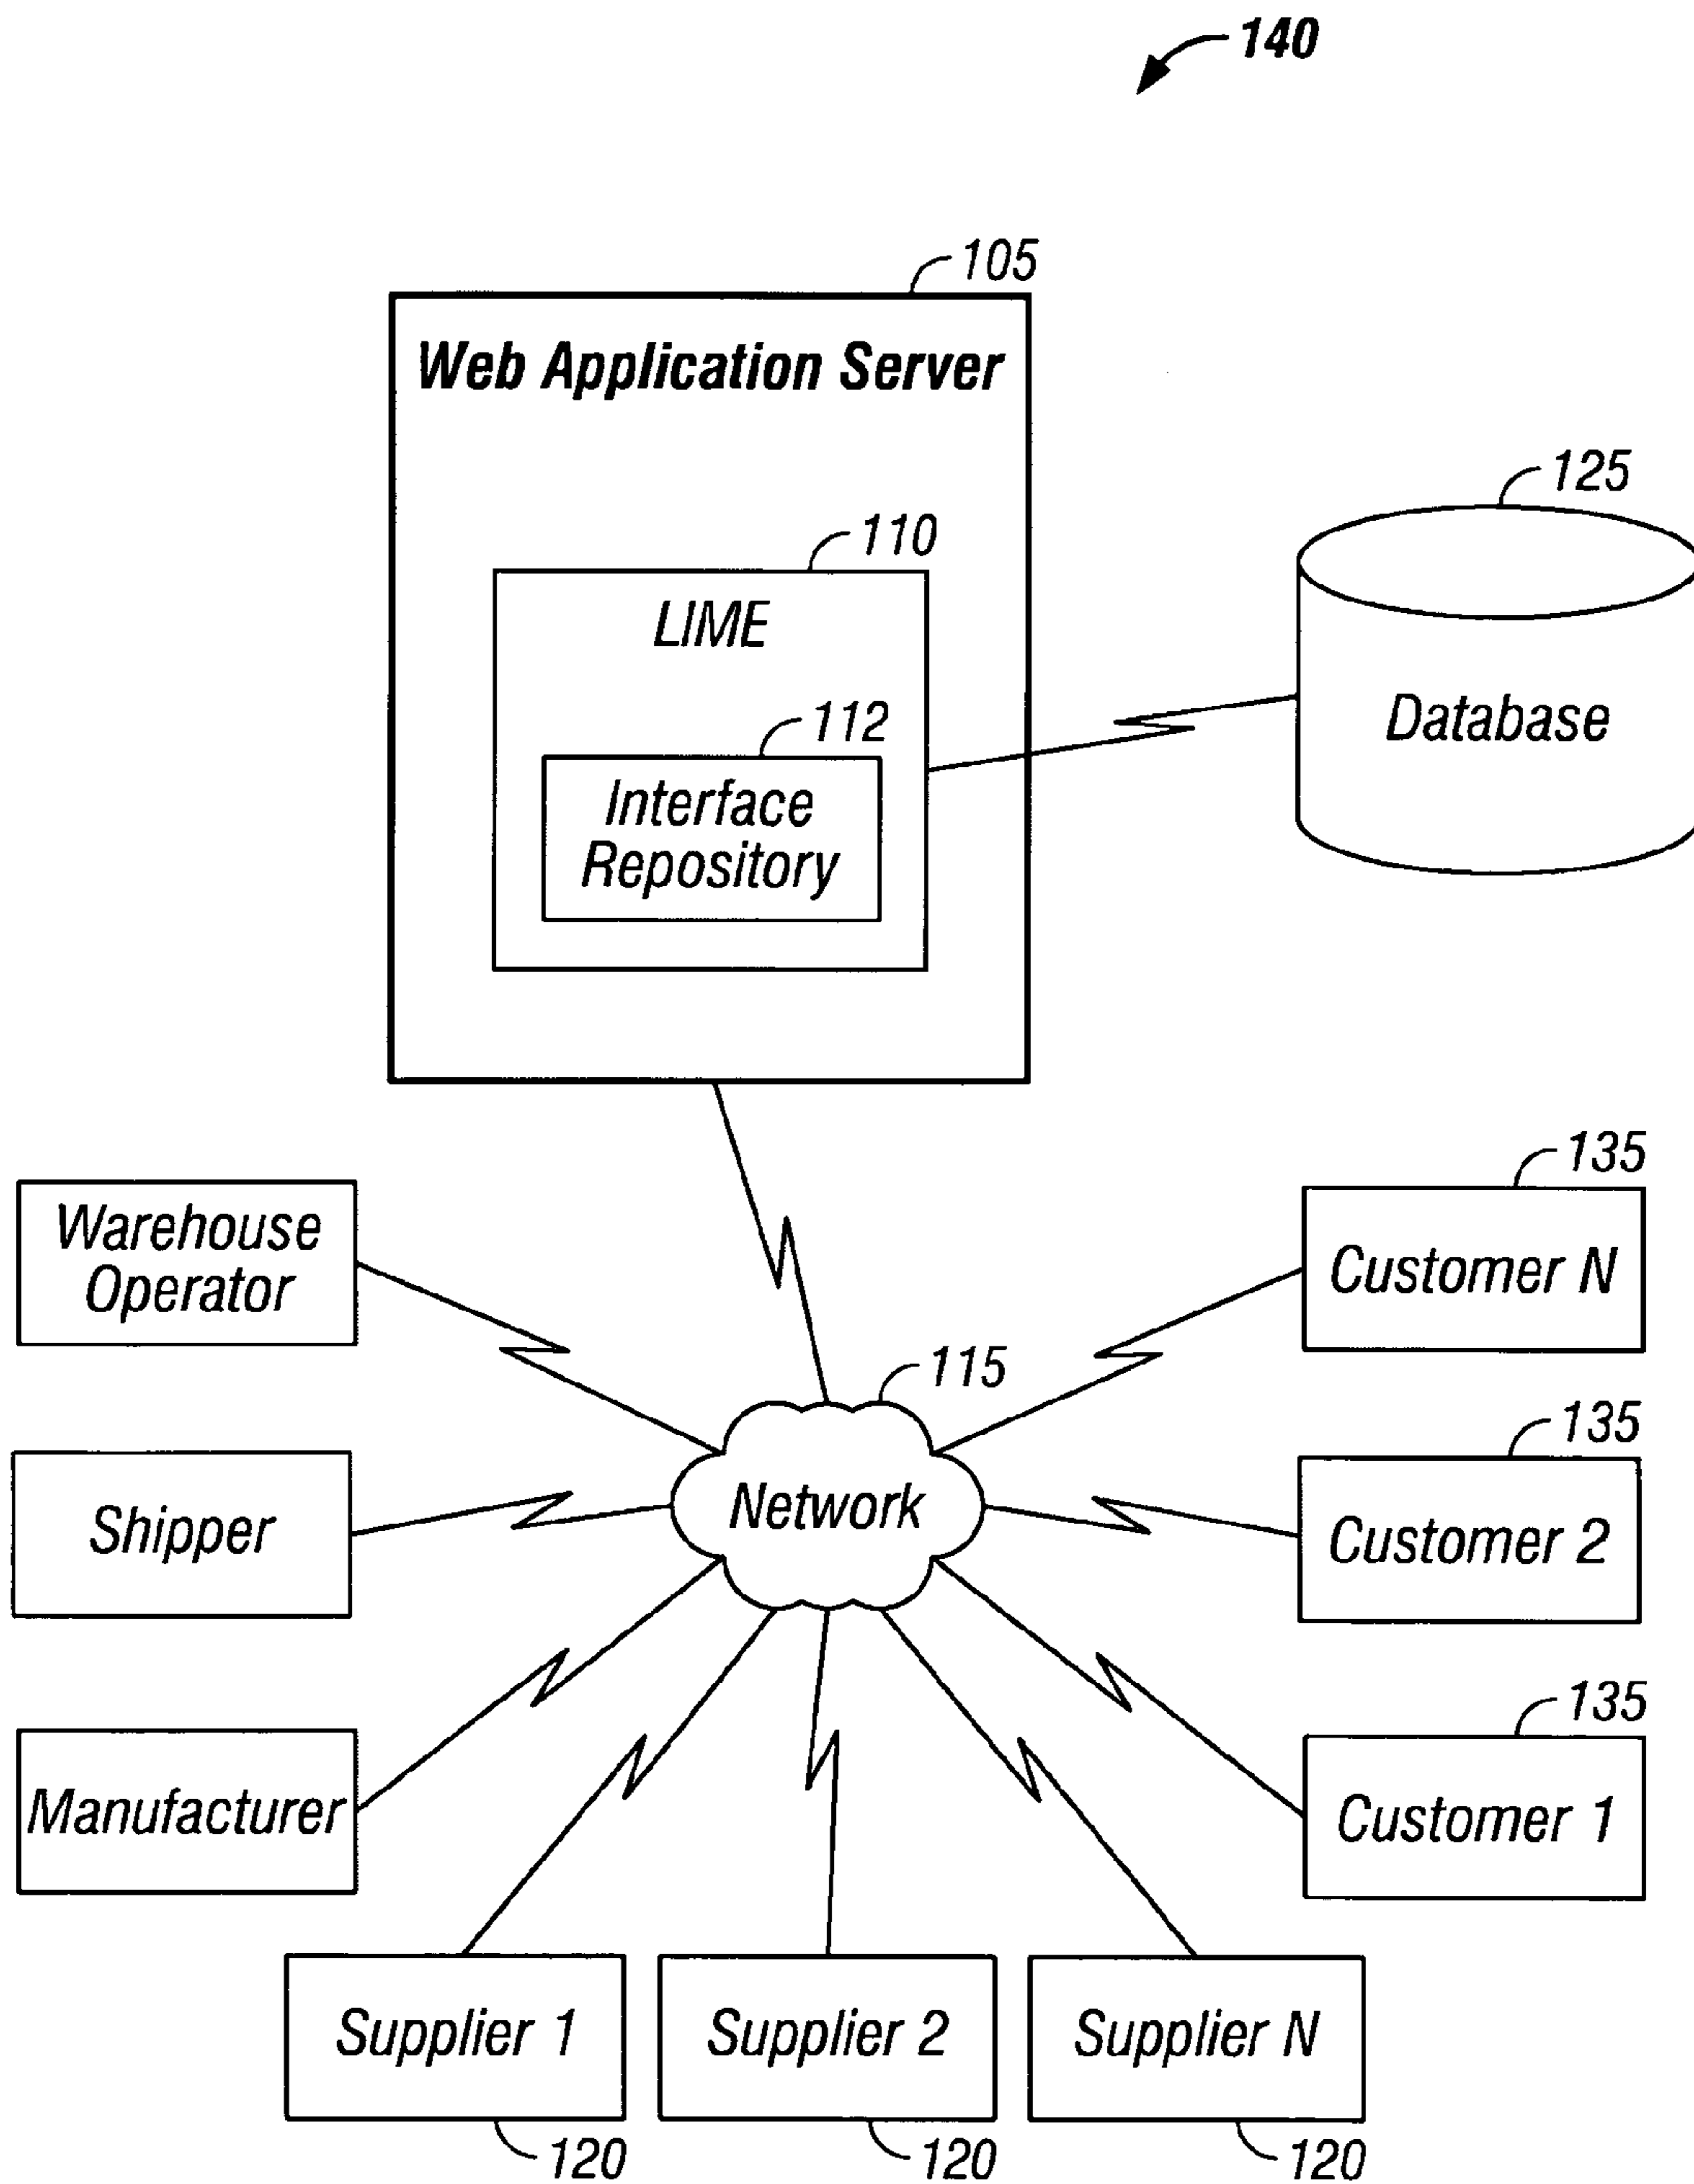 140
105
Web Application Server
125
110
LIME
112
Database
Interface
Repository
135
Warehouse
Operator
Customer N
115
135
Network
Shipper
Customer 2
135
Manufacturer
Customer 1
Supplier 1
Supplier 2
Supplier N
120
120
120